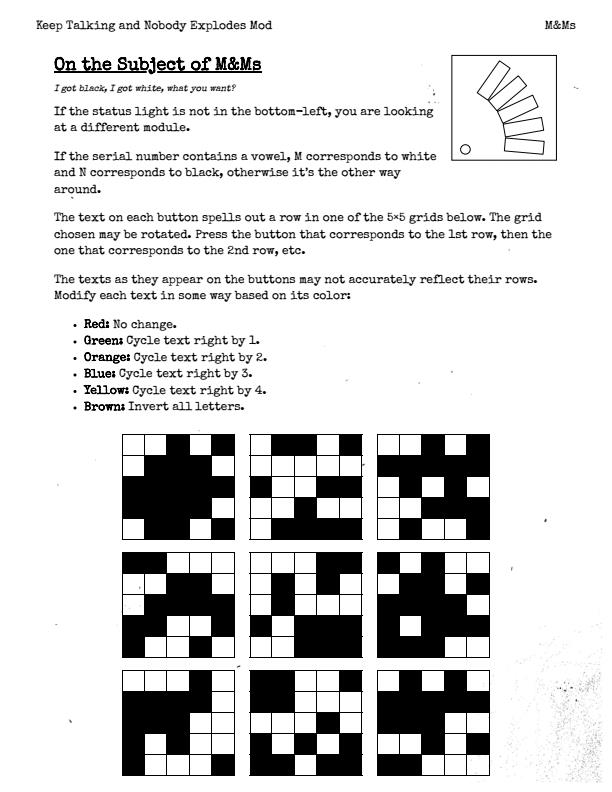 Keep Talking and Nobody Explodes Mod M&Ms
On the Subject of M&Ms
I got black, I got white, what you want?
If the status light is not in the bottom-left, you are looking
at a different module.
If the serial number contains a vowel, M corresponds to white
and N corresponds to black, otherwise it's the other way
around.
The text on each button spells out a row in one of the 5×5 grids below. The grid
chosen may be rotated. Press the button that corresponds to the 1st row, then the
one that corresponds to the 2nd row, etc.
The texts as they appear on the buttons may not accurately reflect their rows.
Modify each text in some way based on its color:
• Red: No change.
• Green: Cycle text right by 1.
• Orange: Cycle text right by 2.
• Blue: Cycle text right by 3.
• Yellow: Cycle text right by 4.
• Brown: Invert all letters.